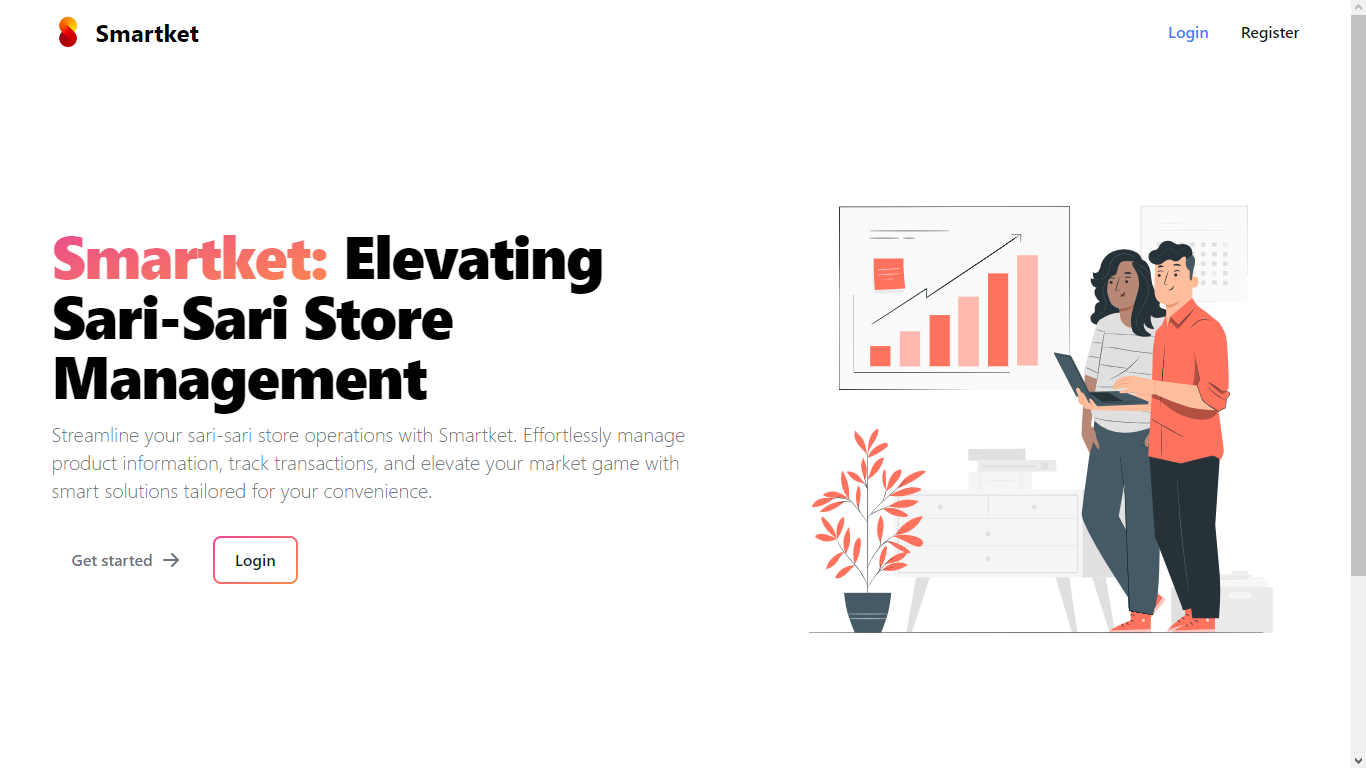 Smartket
Login
Register
Smartket: Elevating
Sari-Sari Store
Management
Streamline your sari-sari store operations with Smartket. Effortlessly manage
product information, track transactions, and elevate your market game with
smart solutions tailored for your convenience.
Get started
Login